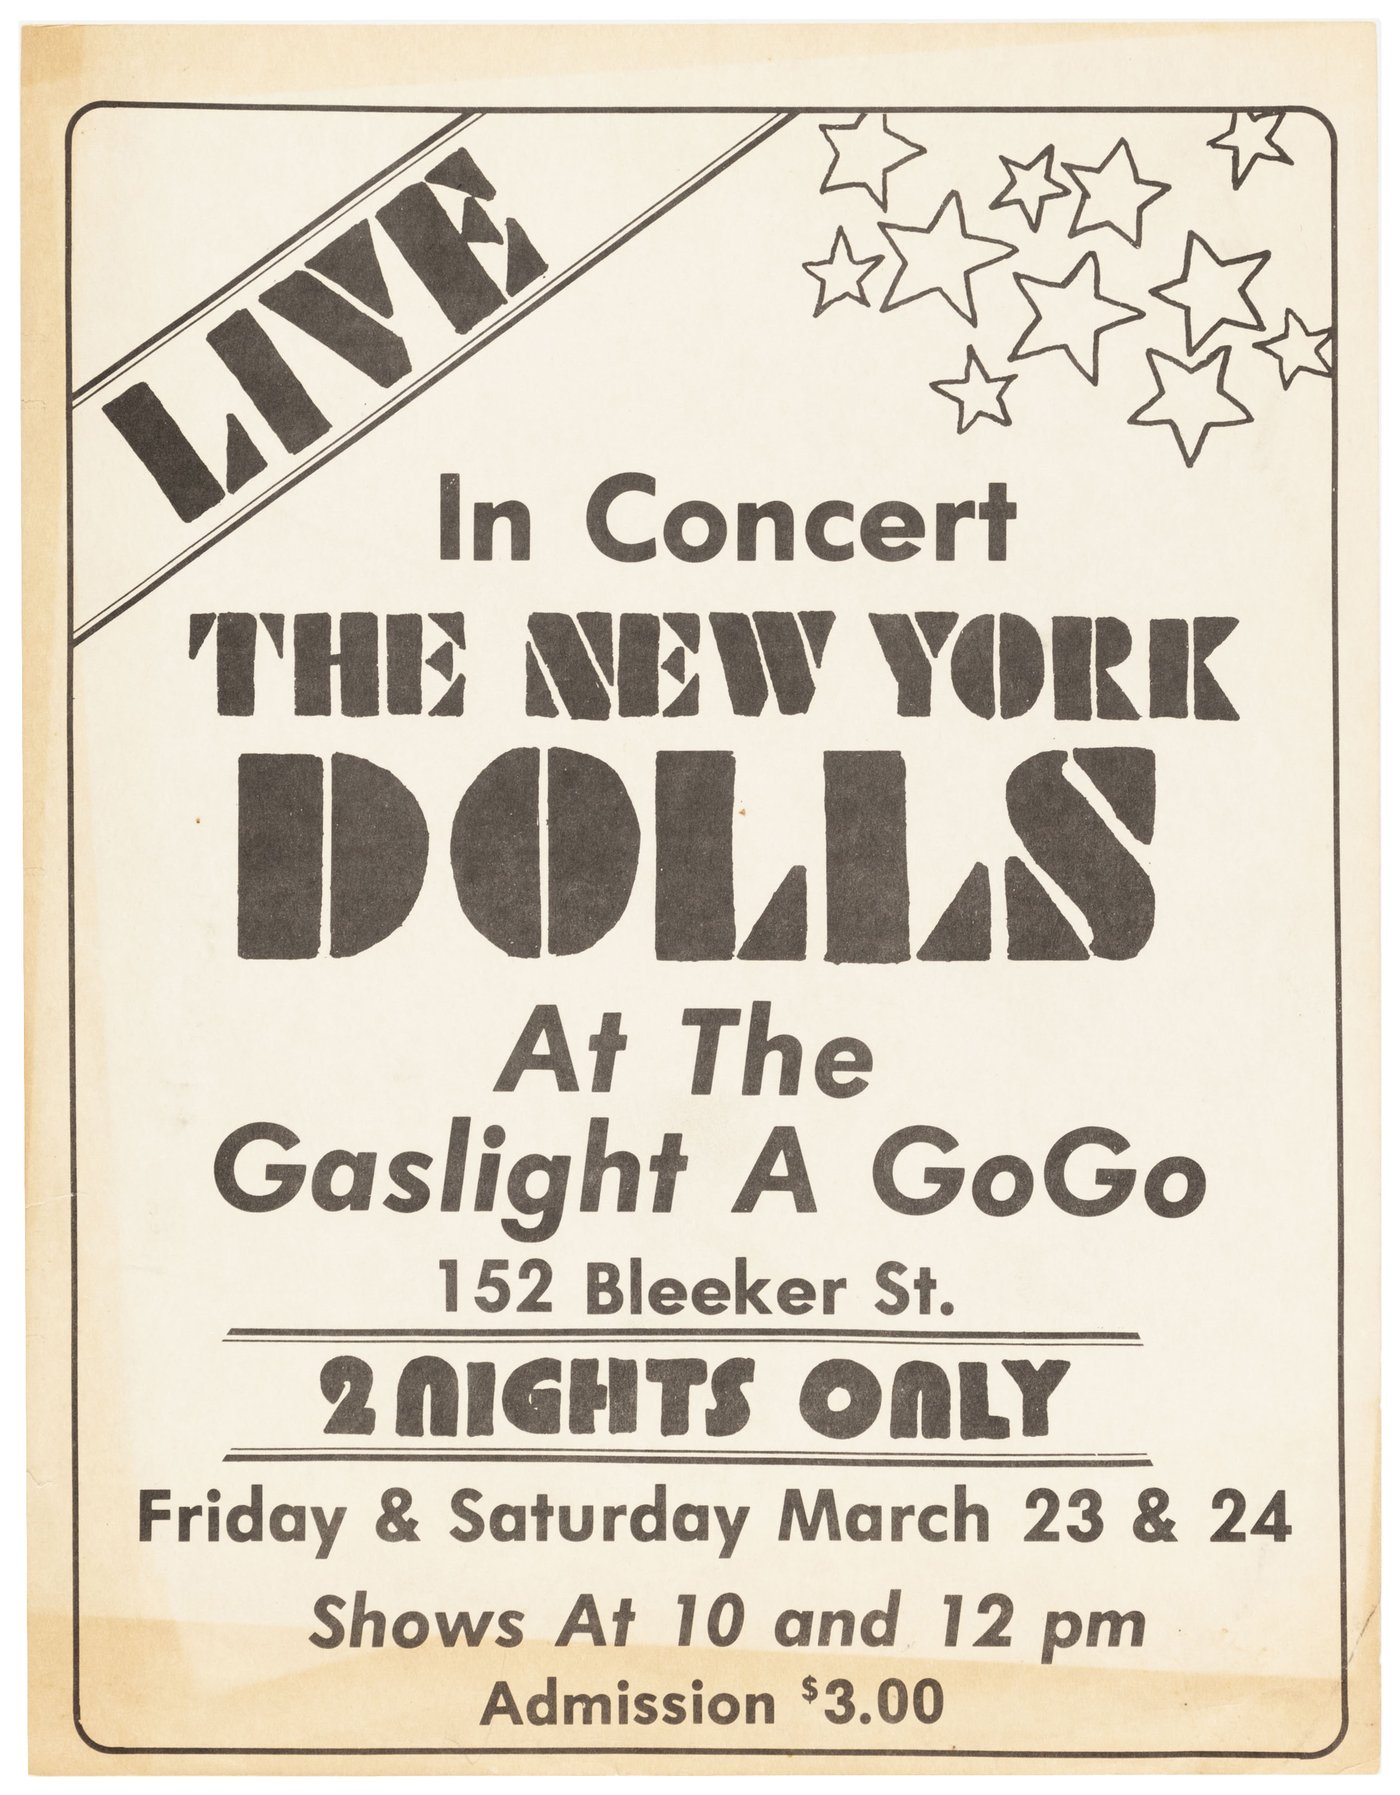 LIVE
In Concert
THE NEW YORK
DOLLS
At The
Gaslight A GoGo
152 Bleeker St.
2 NIGHTS ONLY
Friday & Saturday March 23 & 24
Shows At 10 and 12 pm
Admission $3.00